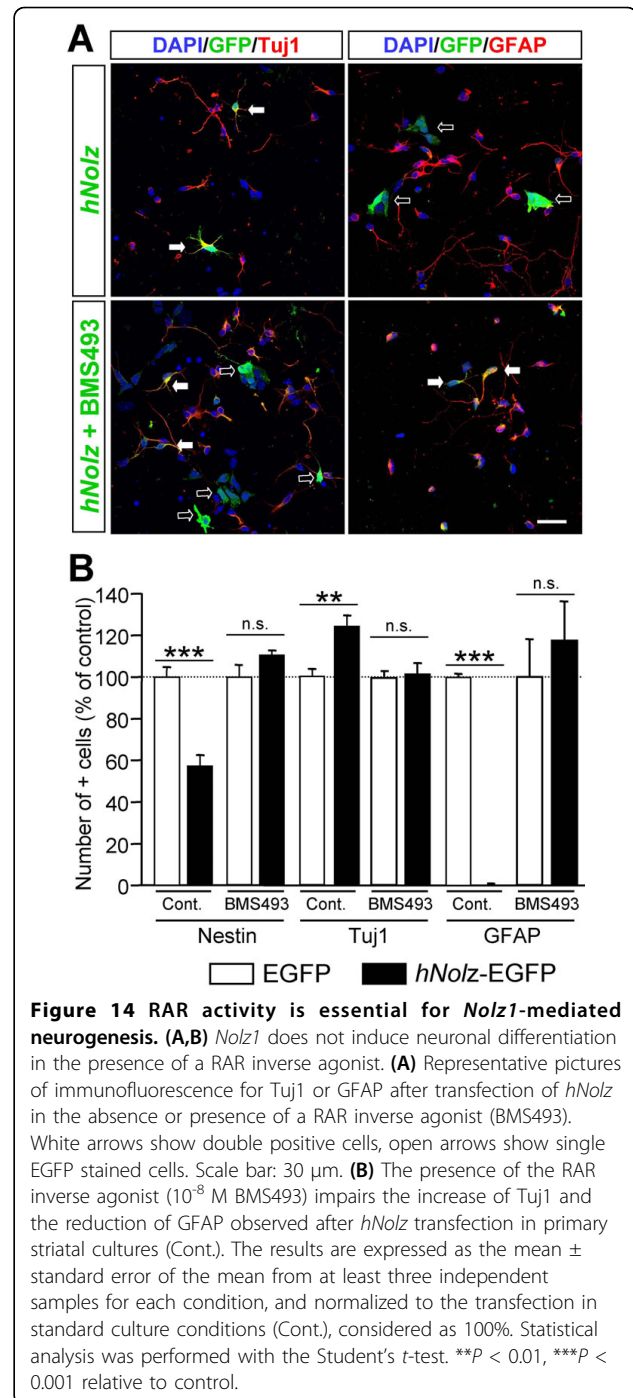 A
DAPI/GFP/Tuj1
DAPI/GFP/GFAP
hNolz
hNolz + BMS493
B
Number of + cells (% of control)
140
120
100
80
60
40
20
0
***
n.s.
**
n.s.
***
n.s.
Cont. BMS493 Cont. BMS493 Cont. BMS493
Nestin Tuj1 GFAP
EGFP hNolz-EGFP
Figure 14 RAR activity is essential for Nolz1-mediated
neurogenesis. (A,B) Nolz1 does not induce neuronal differentiation
in the presence of a RAR inverse agonist. (A) Representative pictures
of immunofluorescence for Tuj1 or GFAP after transfection of hNolz
in the absence or presence of a RAR inverse agonist (BMS493).
White arrows show double positive cells, open arrows show single
EGFP stained cells. Scale bar: 30 μm. (B) The presence of the RAR
inverse agonist (10⁻⁸ M BMS493) impairs the increase of Tuj1 and
the reduction of GFAP observed after hNolz transfection in primary
striatal cultures (Cont.). The results are expressed as the mean ±
standard error of the mean from at least three independent
samples for each condition, and normalized to the transfection in
standard culture conditions (Cont.), considered as 100%. Statistical
analysis was performed with the Student's t-test. **P < 0.01, ***P <
0.001 relative to control.